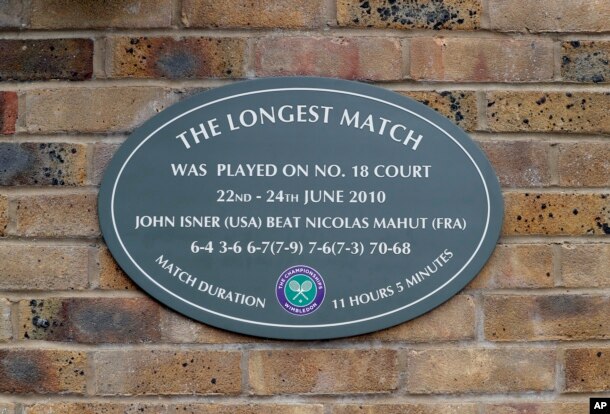 THE LONGEST MATCH
WAS PLAYED ON NO. 18 COURT
22ND - 24TH JUNE 2010
JOHN ISNER (USA) BEAT NICOLAS MAHUT (FRA)
6-4 3-6 6-7(7-9) 7-6(7-3) 70-68
MATCH DURATION 11 HOURS 5 MINUTES
THE CHAMPIONSHIPS
WIMBLEDON
AP